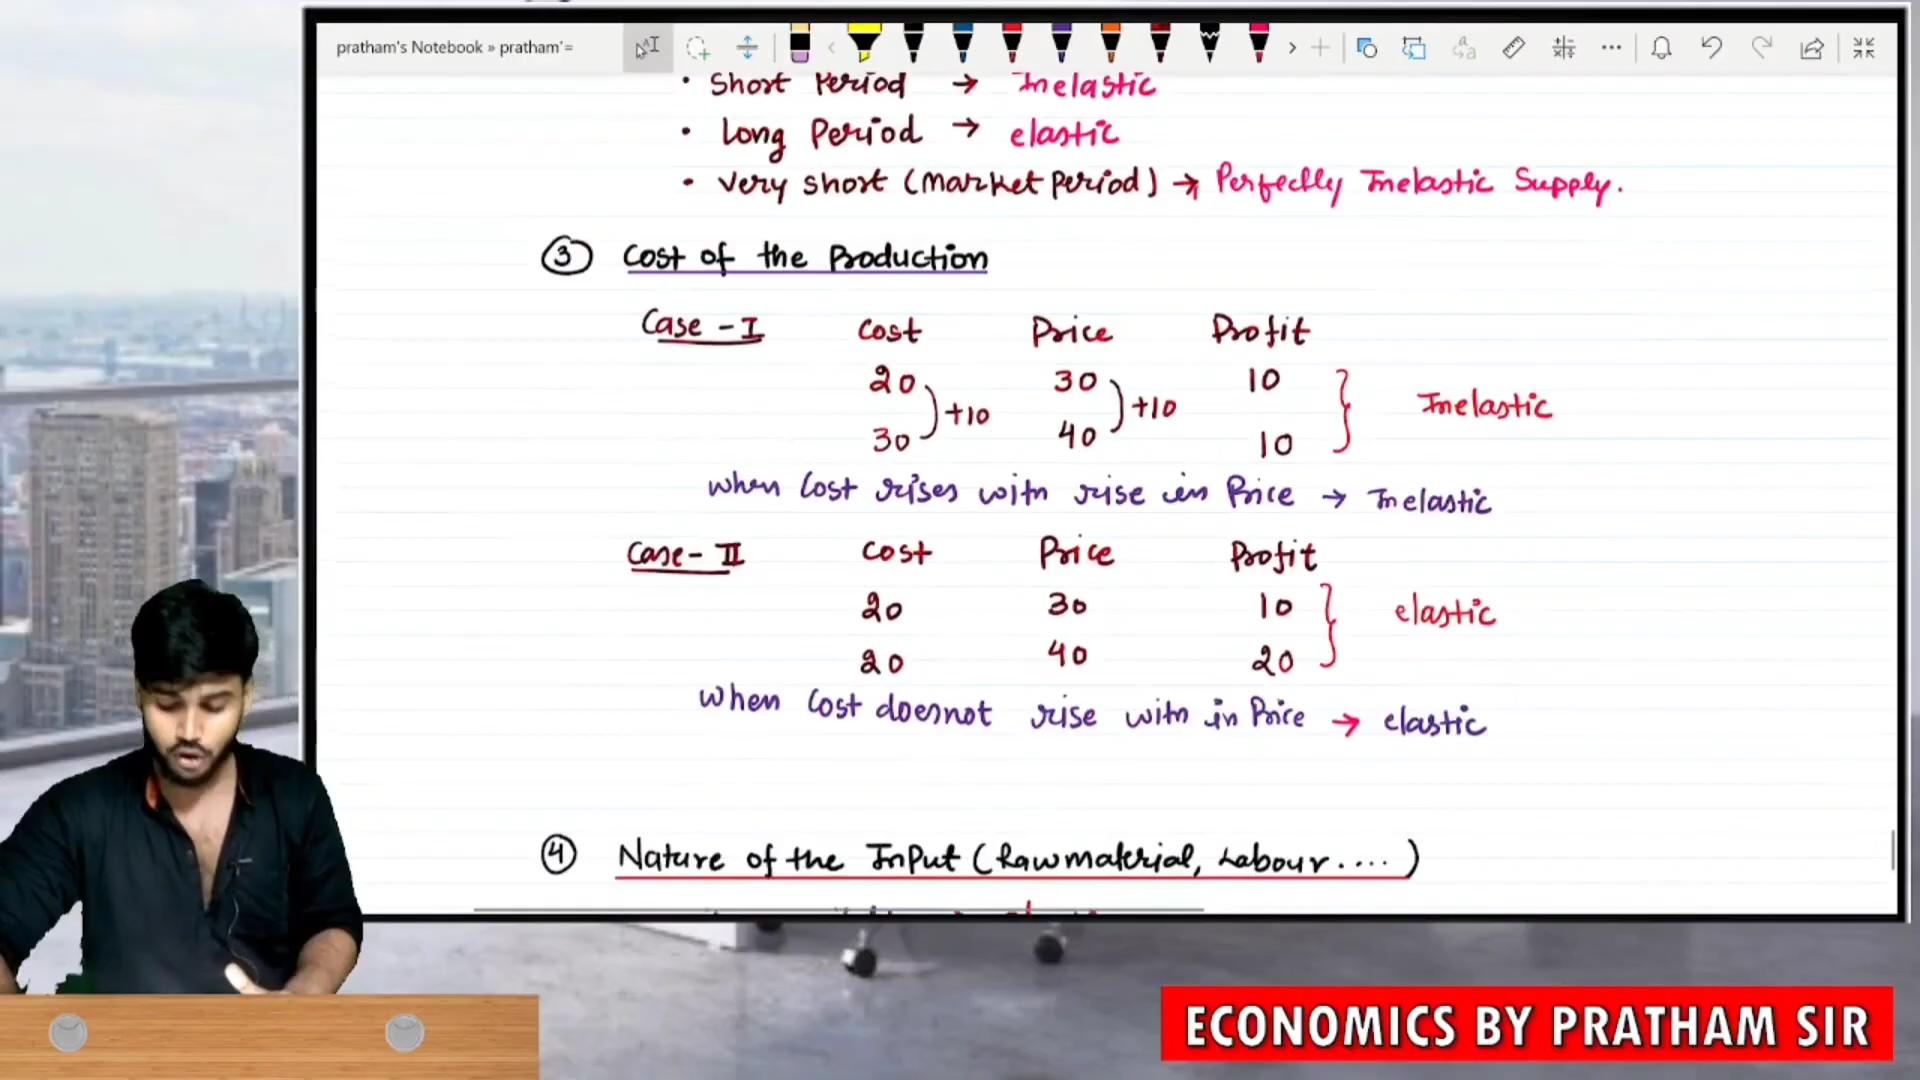 pratham's Notebook » pratham'=
• Short Period → Inelastic
• Long Period → elastic
• Very short (Market Period) → Perfectly Inelastic Supply.
③ Cost of the Production
Case - I Cost Price Profit
20 30 10
+10 +10 Inelastic
30 40 10
when Cost rises with rise in Price → Inelastic
Case - II Cost Price Profit
20 30 10 elastic
20 40 20
When Cost doesnot rise with in Price → elastic
④ Nature of the Input (Rawmaterial, Labour.... )
ECONOMICS BY PRATHAM SIR